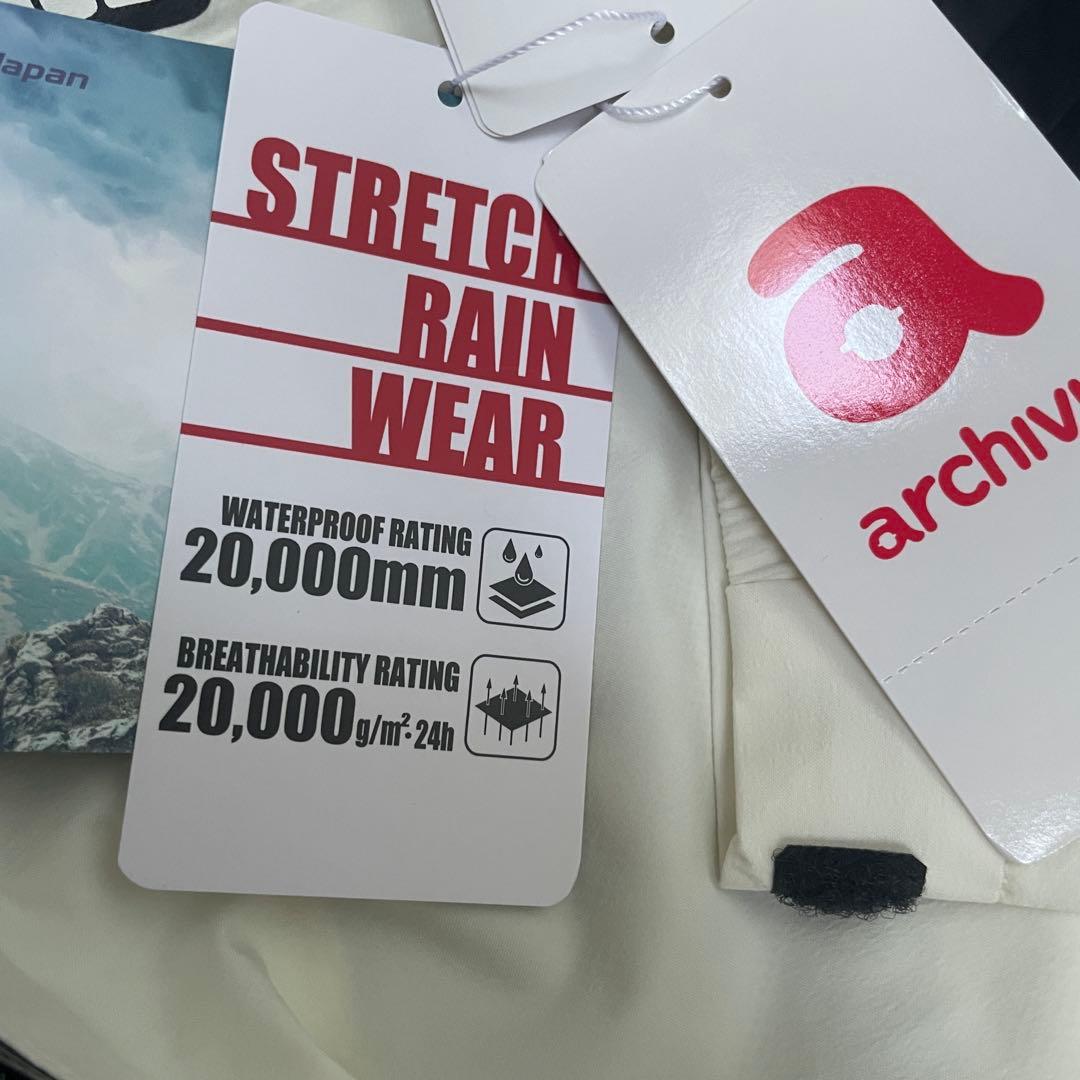 Japan
STRETCH
RAIN
WEAR
WATERPROOF RATING
20,000mm
BREATHABILITY RATING
20,000g/m²·24h
a
archiv